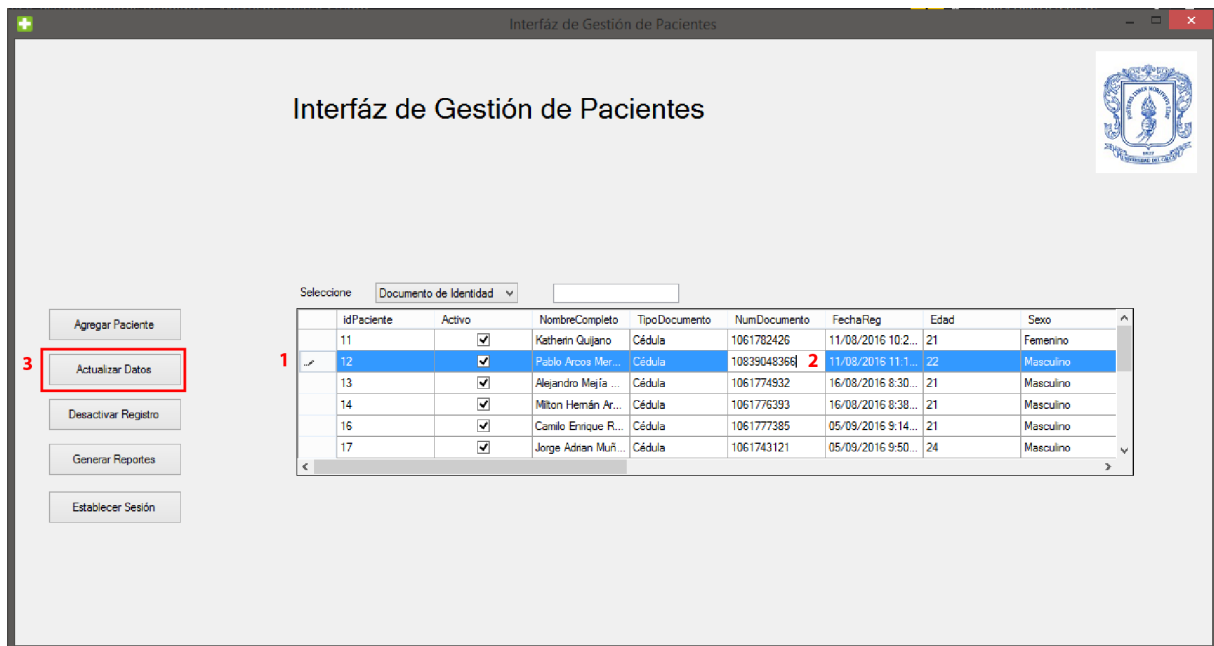 Interfáz de Gestión de Pacientes
Interfáz de Gestión de Pacientes
Seleccione Documento de Identidad
Agregar Paciente
3 Actualizar Datos
Desactivar Registro
Generar Reportes
Establecer Sesión
idPaciente Activo NombreCompleto TipoDocumento NumDocumento FechaReg Edad Sexo
11 Katherin Quijano Cédula 1061782426 11/08/2016 10:2... 21 Femenino
1 12 Pablo Arcos Mer... Cédula 10839048366 2 11/08/2016 11:1... 22 Masculino
13 Alejandro Mejía ... Cédula 1061774932 16/08/2016 8:30... 21 Masculino
14 Milton Hernán Ar... Cédula 1061776393 16/08/2016 8:38... 21 Masculino
16 Camilo Enrique R... Cédula 1061777385 05/09/2016 9:14... 21 Masculino
17 Jorge Adrian Muñ... Cédula 1061743121 05/09/2016 9:50... 24 Masculino